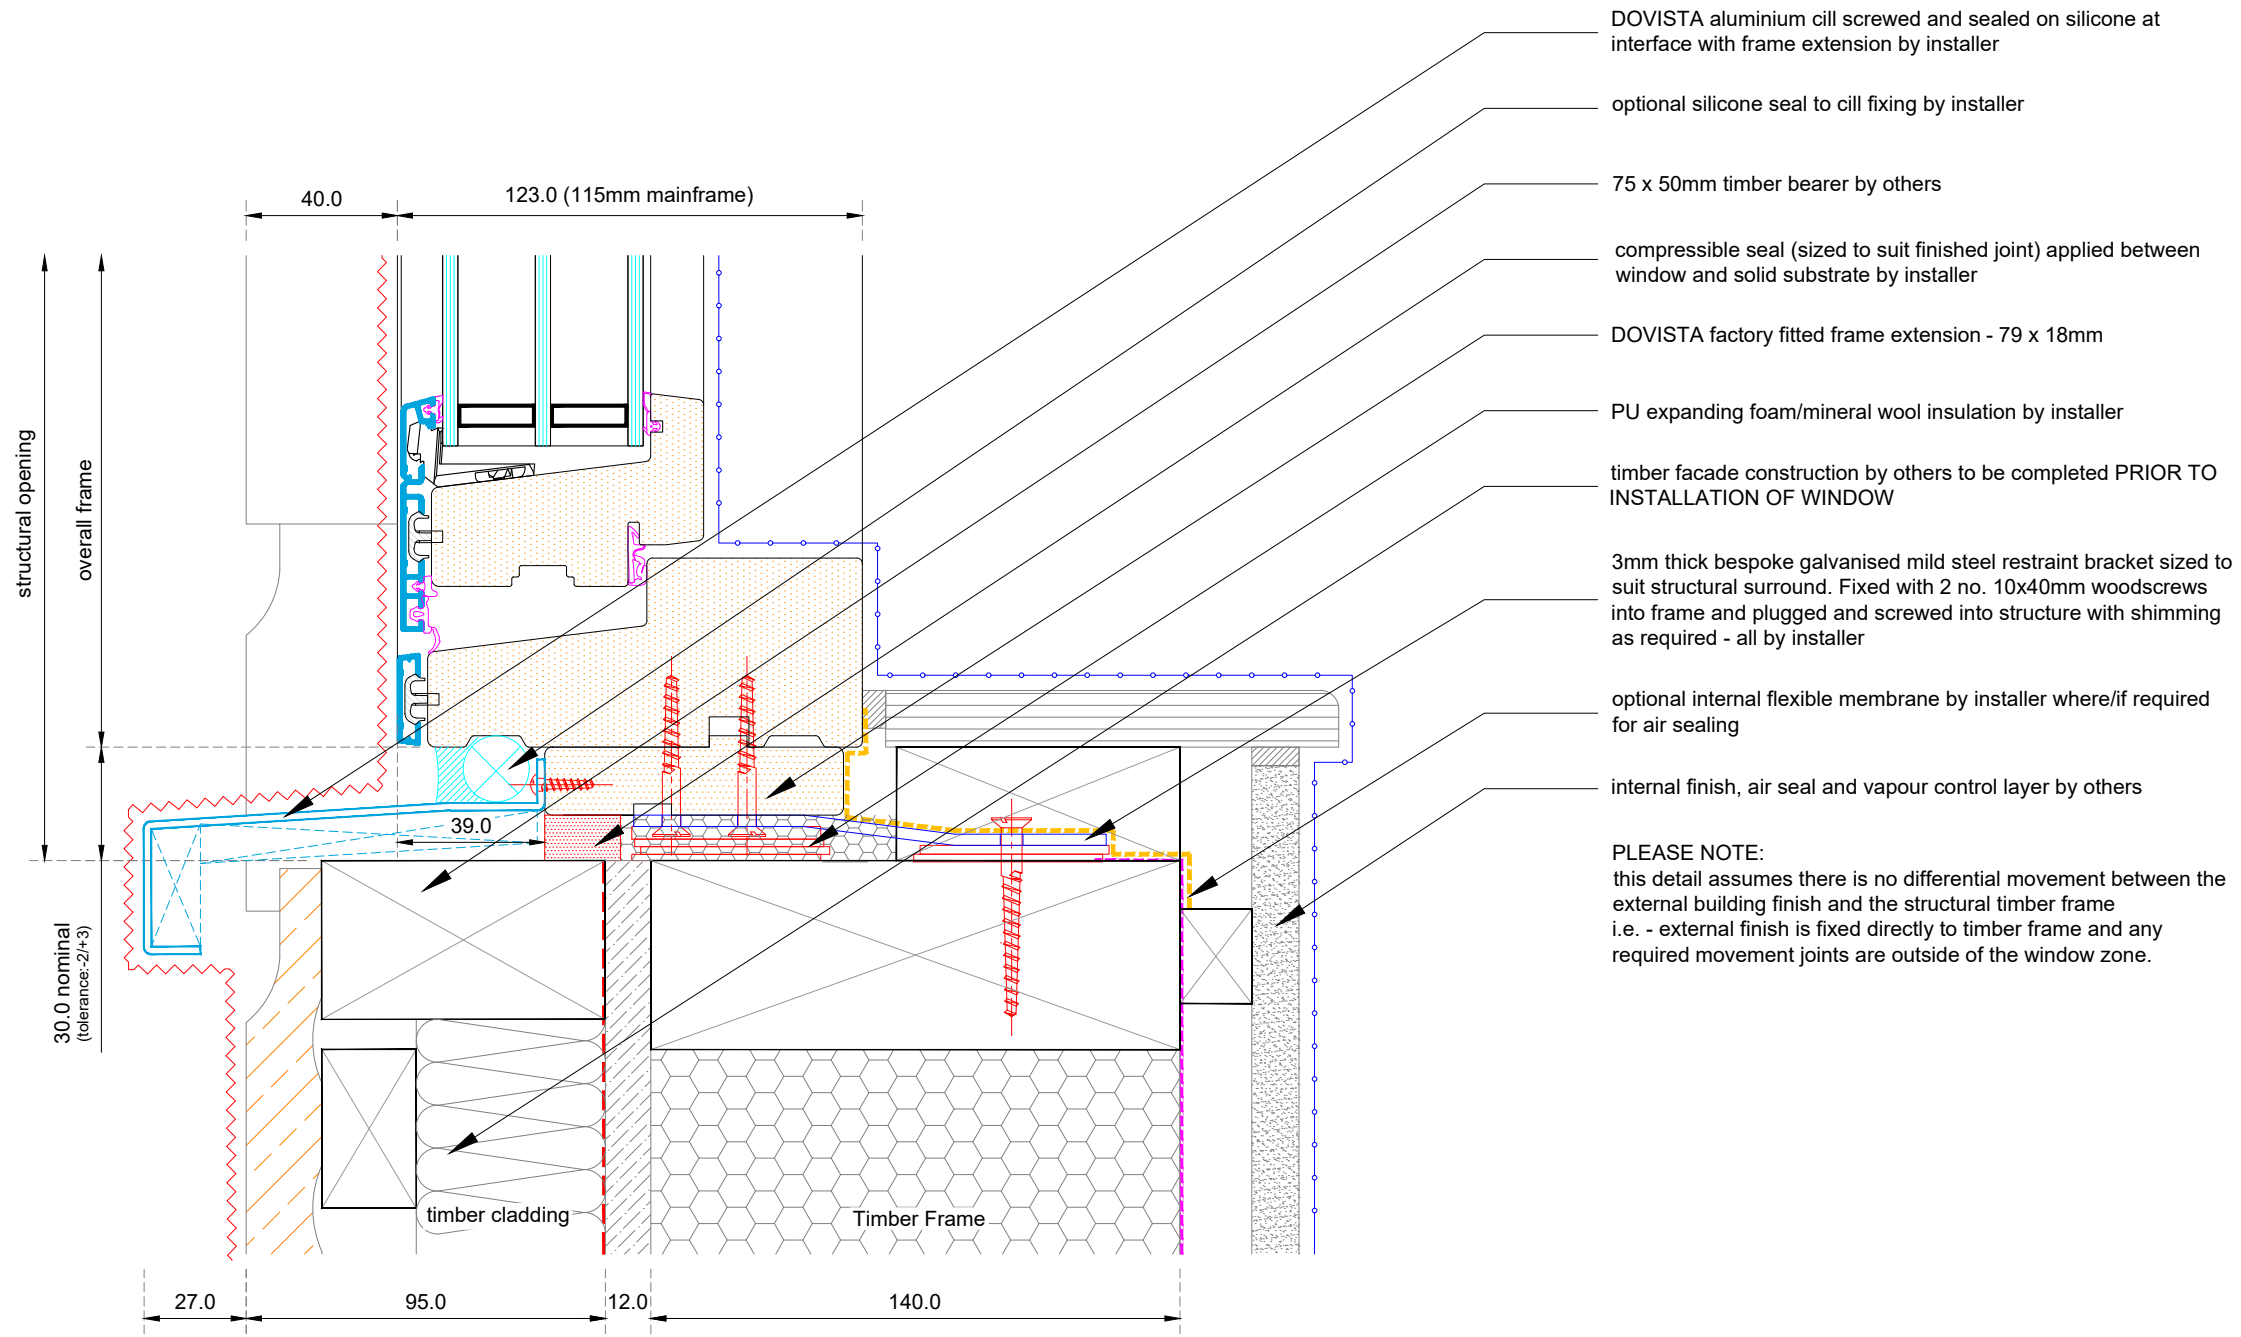 DOVISTA aluminium cill screwed and sealed on silicone at
interface with frame extension by installer
optional silicone seal to cill fixing by installer
75 x 50mm timber bearer by others
compressible seal (sized to suit finished joint) applied between
window and solid substrate by installer
DOVISTA factory fitted frame extension - 79 x 18mm
PU expanding foam/mineral wool insulation by installer
timber facade construction by others to be completed PRIOR TO
INSTALLATION OF WINDOW
3mm thick bespoke galvanised mild steel restraint bracket sized to
suit structural surround. Fixed with 2 no. 10x40mm woodscrews
into frame and plugged and screwed into structure with shimming
as required - all by installer
optional internal flexible membrane by installer where/if required
for air sealing
internal finish, air seal and vapour control layer by others
PLEASE NOTE:
this detail assumes there is no differential movement between the
external building finish and the structural timber frame
i.e. - external finish is fixed directly to timber frame and any
required movement joints are outside of the window zone.
40.0
123.0 (115mm mainframe)
structural opening
overall frame
39.0
30.0 nominal
(tolerance:-2/+3)
timber cladding
Timber Frame
27.0
95.0
12.0
140.0